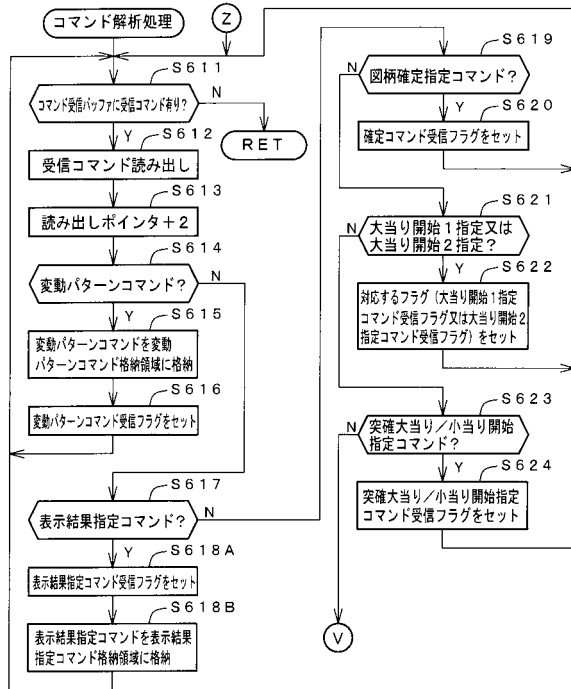 コマンド解析処理
Z
S611
コマンド受信バッファに受信コマンド有り?
N
RET
Y
S612
受信コマンド読み出し
S613
読み出しポインタ+2
S614
変動パターンコマンド?
N
Y
S615
変動パターンコマンドを変動
パターンコマンド格納領域に格納
S616
変動パターンコマンド受信フラグをセット
S617
表示結果指定コマンド?
N
Y
S618A
表示結果指定コマンド受信フラグをセット
S618B
表示結果指定コマンドを表示結果
指定コマンド格納領域に格納
S619
N
図柄確定指定コマンド?
Y
S620
確定コマンド受信フラグをセット
S621
N
大当り開始1指定又は
大当り開始2指定?
Y
S622
対応するフラグ(大当り開始1指定
コマンド受信フラグ又は大当り開始2
指定コマンド受信フラグ)をセット
S623
N
突確大当り/小当り開始
指定コマンド?
Y
S624
突確大当り/小当り開始指定
コマンド受信フラグをセット
V